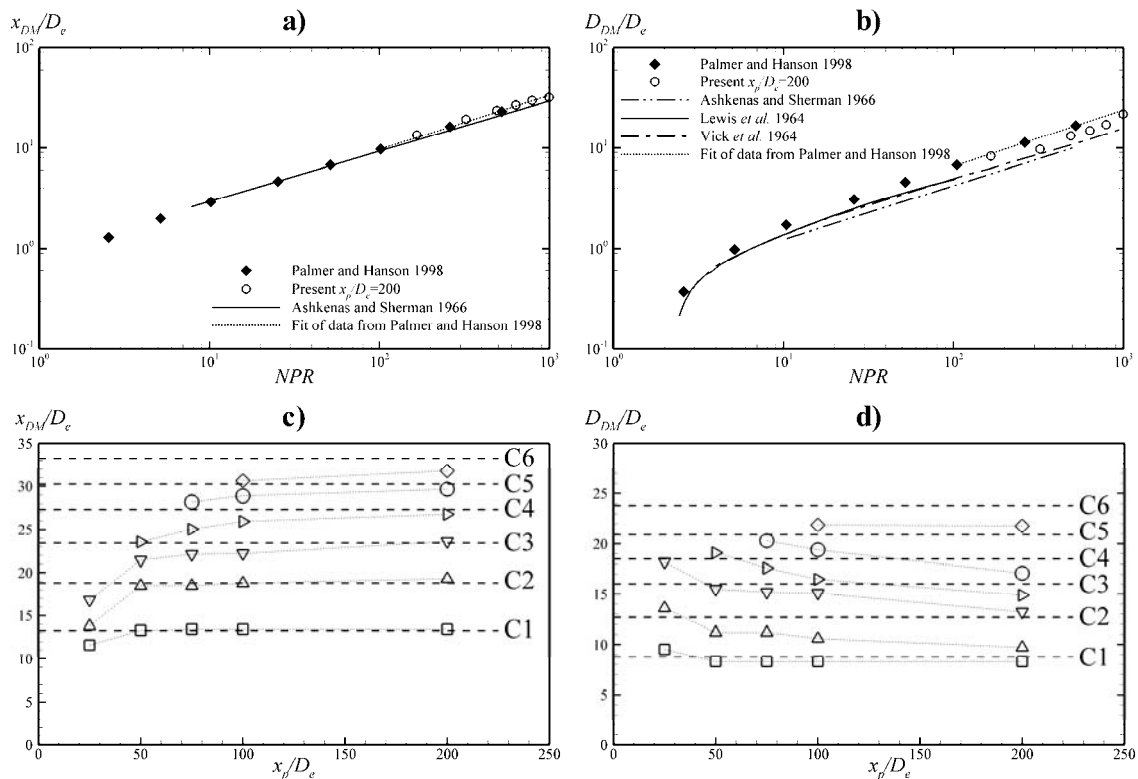 x_DM/D_e
a)
10^2
10^1
10^0
10^-1
10^0
10^1
10^2
10^3
NPR
Palmer and Hanson 1998
Present x_p/D_e=200
Ashkenas and Sherman 1966
Fit of data from Palmer and Hanson 1998
D_DM/D_e
b)
10^2
10^1
10^0
10^-1
10^0
10^1
10^2
10^3
NPR
Palmer and Hanson 1998
Present x_p/D_e=200
Ashkenas and Sherman 1966
Lewis et al. 1964
Vick et al. 1964
Fit of data from Palmer and Hanson 1998
x_DM/D_e
c)
35
30
25
20
15
10
5
0
C6
C5
C4
C3
C2
C1
0
50
100
150
200
250
x_p/D_e
D_DM/D_e
d)
30
25
20
15
10
5
0
C6
C5
C4
C3
C2
C1
0
50
100
150
200
250
x_p/D_e